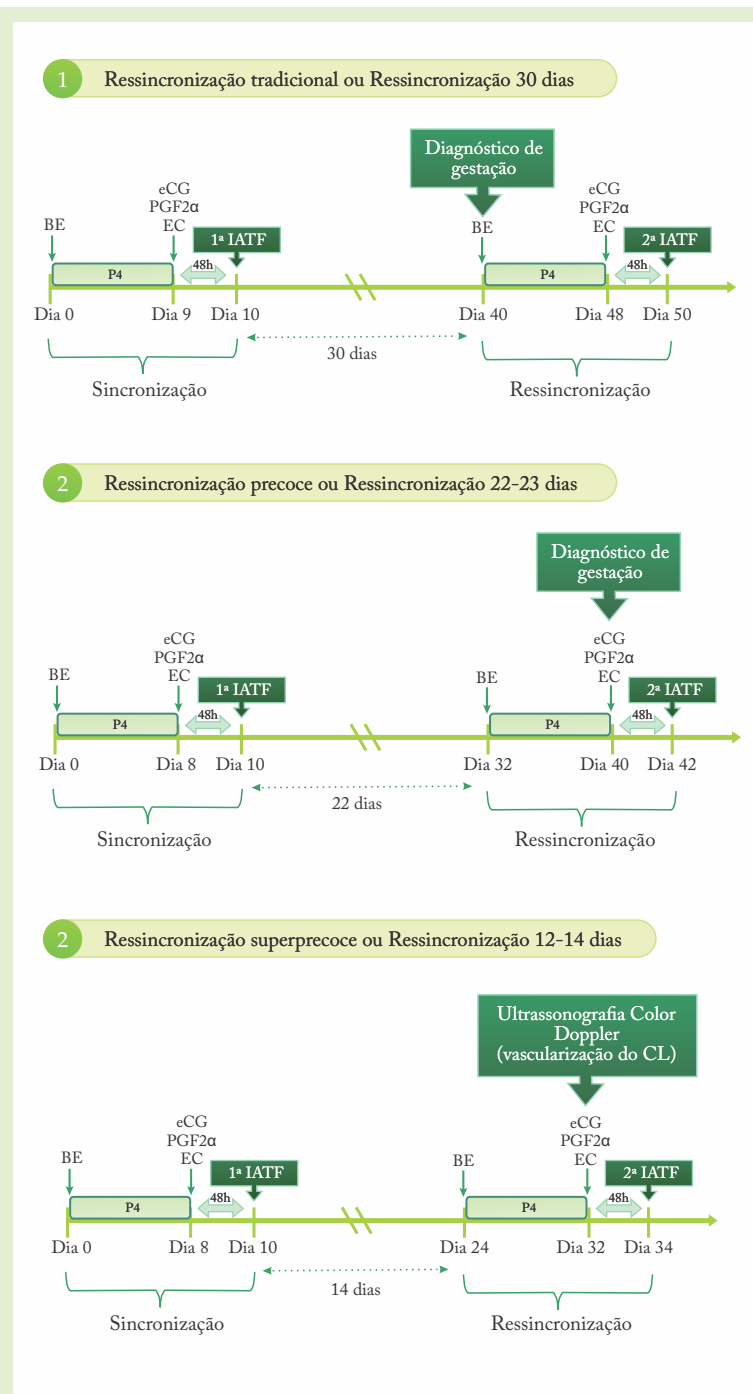 1 Ressincronização tradicional ou Ressincronização 30 dias
Diagnóstico de
gestação
BE
eCG
PGF2α
EC
1ª IATF
BE
eCG
PGF2α
EC
2ª IATF
P4
48h
P4
48h
Dia 0
Dia 9
Dia 10
Dia 40
Dia 48
Dia 50
30 dias
Sincronização
Ressincronização
2 Ressincronização precoce ou Ressincronização 22-23 dias
Diagnóstico de
gestação
BE
eCG
PGF2α
EC
1ª IATF
BE
eCG
PGF2α
EC
2ª IATF
P4
48h
P4
48h
Dia 0
Dia 8
Dia 10
Dia 32
Dia 40
Dia 42
22 dias
Sincronização
Ressincronização
2 Ressincronização superprecoce ou Ressincronização 12-14 dias
Ultrassonografia Color
Doppler
(vascularização do CL)
BE
eCG
PGF2α
EC
1ª IATF
BE
eCG
PGF2α
EC
2ª IATF
P4
48h
P4
48h
Dia 0
Dia 8
Dia 10
Dia 24
Dia 32
Dia 34
14 dias
Sincronização
Ressincronização